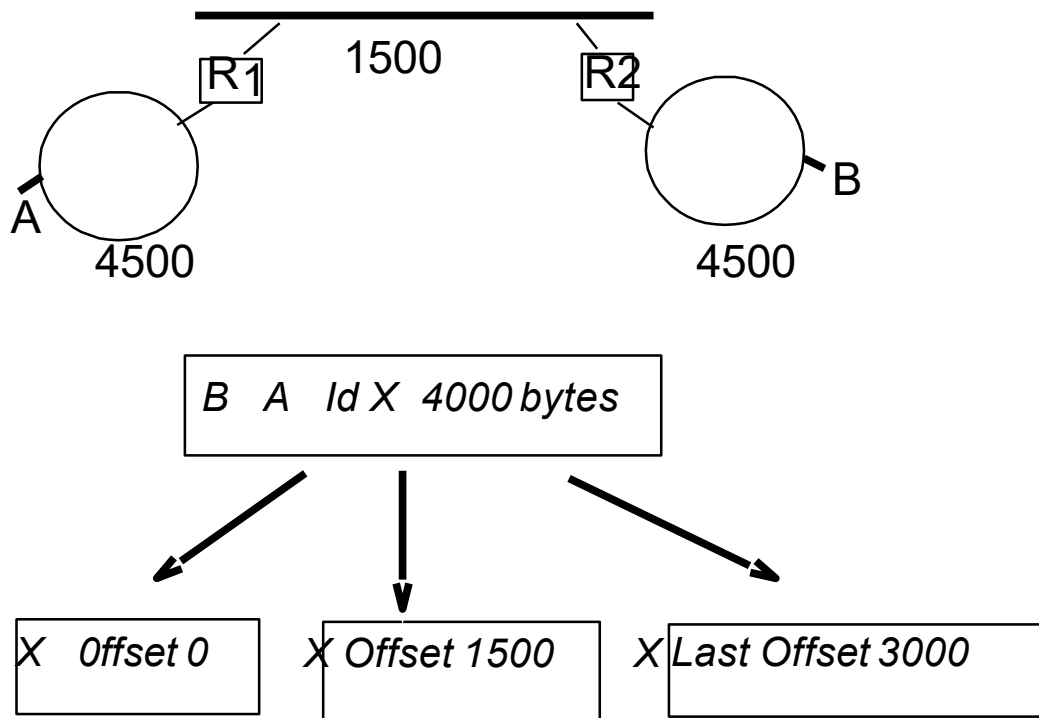 1500
R1
R2
A
B
4500
4500
B A Id X 4000 bytes
X 0ffset 0
X Offset 1500
X Last Offset 3000